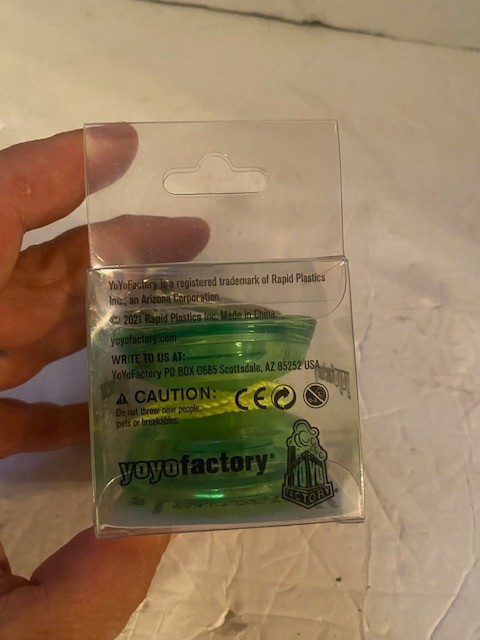 YoYoFactory is a registered trademark of Rapid Plastics
Inc., an Arizona Corporation
© 2021 Rapid Plastics Inc. Made in China
yoyofactory.com
WRITE TO US AT:
YoYoFactory PO BOX 0685 Scottsdale, AZ 85252 USA
CAUTION:
Do not throw near people,
pets or breakables.
CE
yoyofactory®
YOYO
FACTORY